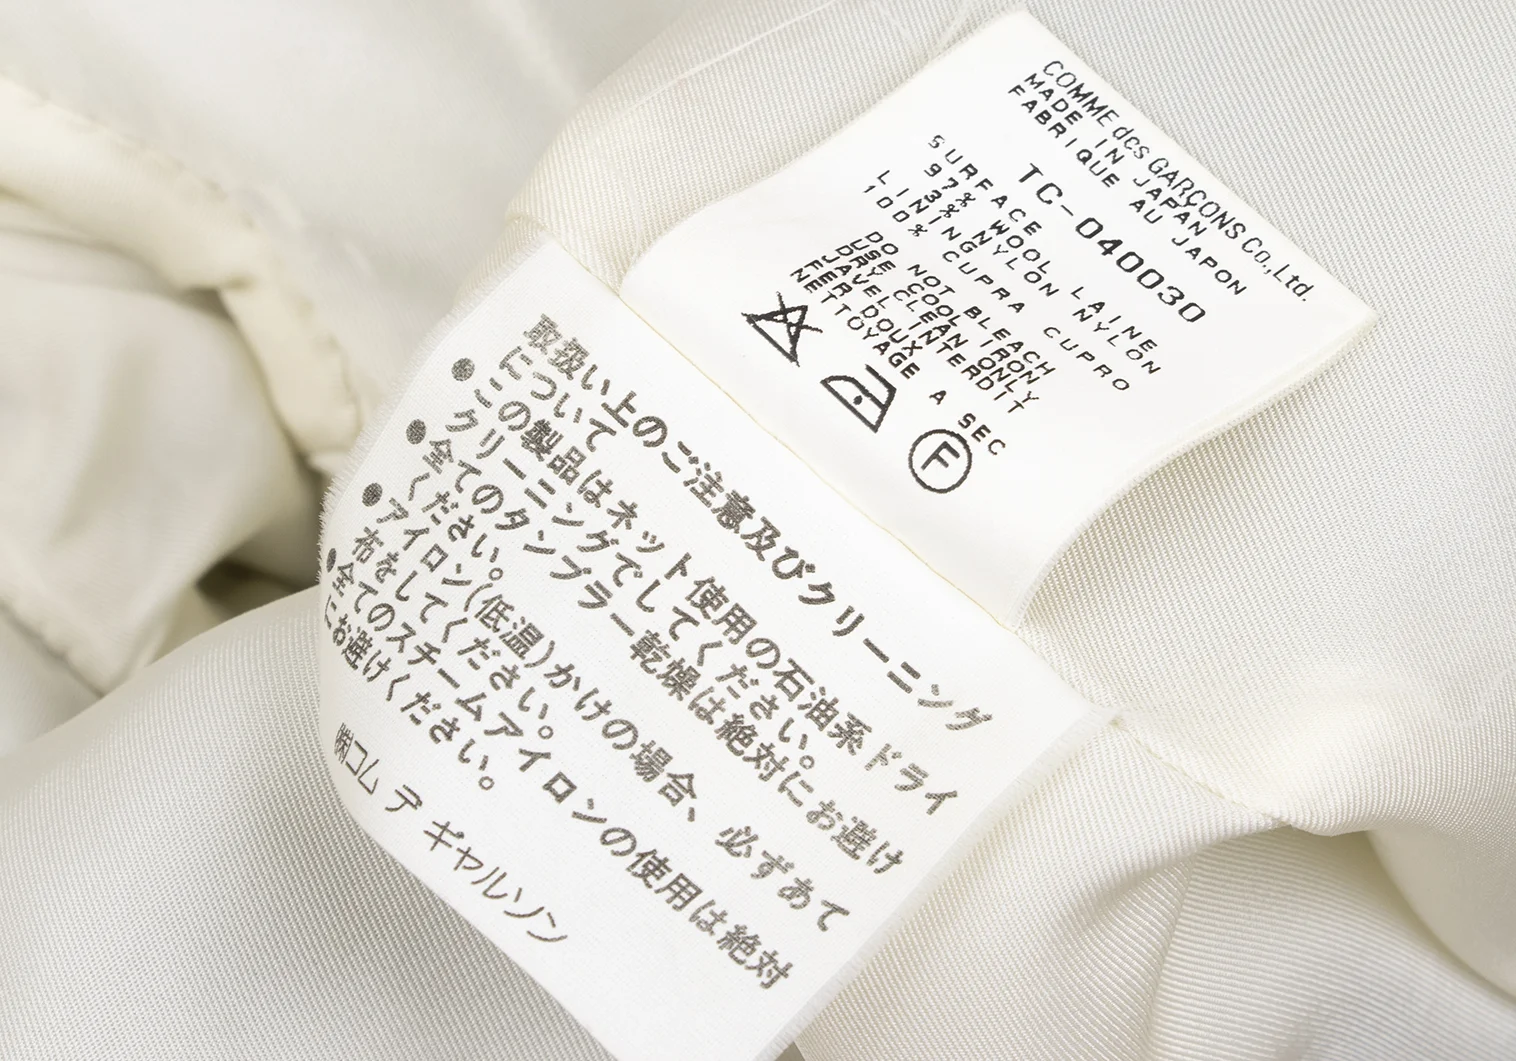 COMME des GARÇONS Co.,Ltd.
MADE IN JAPAN
FABRIQUE AU JAPON
TC-040030
SURFACE
97% WOOL LAINE
3% NYLON NYLON
LINING
100% CUPRA CUPRO
DO NOT BLEACH
USE COOL IRON
DRY CLEAN ONLY
JAVEL INTERDIT
FER DOUX
NETTOYAGE A SEC
F
取扱い上のご注意及びクリーニング
について
●この製品はネット使用の石油系ドライ
クリーニングでしてください。
●全てのタンブラー乾燥は絶対にお避け
ください。
●アイロン(低温)かけの場合、必ずあて
布をしてください。
●全てのスチームアイロンの使用は絶対
にお避けください。
㈱コム デ ギャルソン